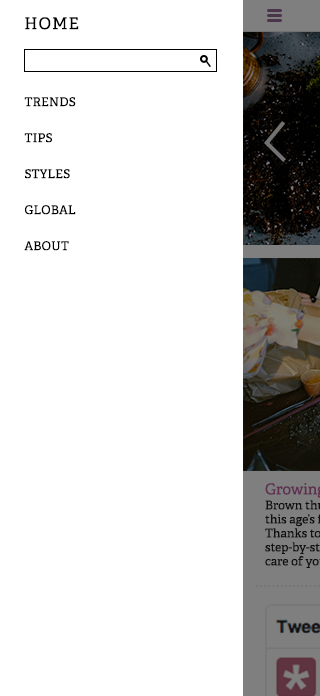 HOME
TRENDS
TIPS
STYLES
GLOBAL
ABOUT
Growing
Brown thu
this age's f
Thanks to
step-by-st
care of yo
Twee